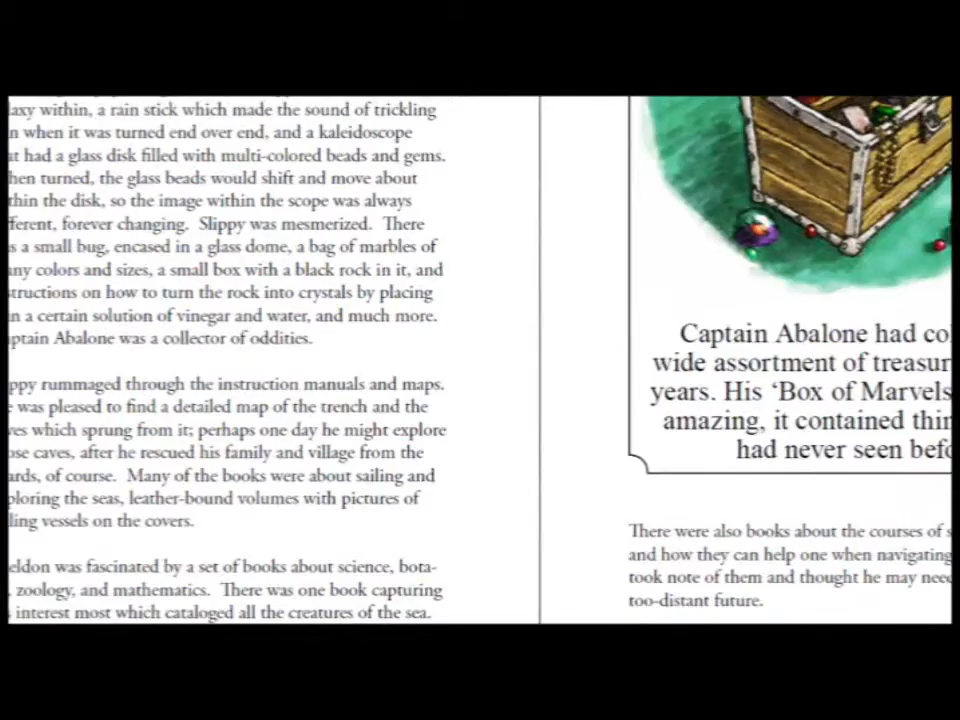 laxy within, a rain stick which made the sound of trickling
n when it was turned end over end, and a kaleidoscope
at had a glass disk filled with multi-colored beads and gems.
hen turned, the glass beads would shift and move about
thin the disk, so the image within the scope was always
ferent, forever changing. Slippy was mesmerized. There
s a small bug, encased in a glass dome, a bag of marbles of
ny colors and sizes, a small box with a black rock in it, and
structions on how to turn the rock into crystals by placing
n a certain solution of vinegar and water, and much more.
ptain Abalone was a collector of oddities.
ppy rummaged through the instruction manuals and maps.
was pleased to find a detailed map of the trench and the
ves which sprung from it; perhaps one day he might explore
ose caves, after he rescued his family and village from the
ards, of course. Many of the books were about sailing and
ploring the seas, leather-bound volumes with pictures of
ling vessels on the covers.
eldon was fascinated by a set of books about science, bota-
zoology, and mathematics. There was one book capturing
interest most which cataloged all the creatures of the sea.
Captain Abalone had co
wide assortment of treasur
years. His ‘Box of Marvels
amazing, it contained thin
had never seen befo
There were also books about the courses of s
and how they can help one when navigating
took note of them and thought he may nee
too-distant future.